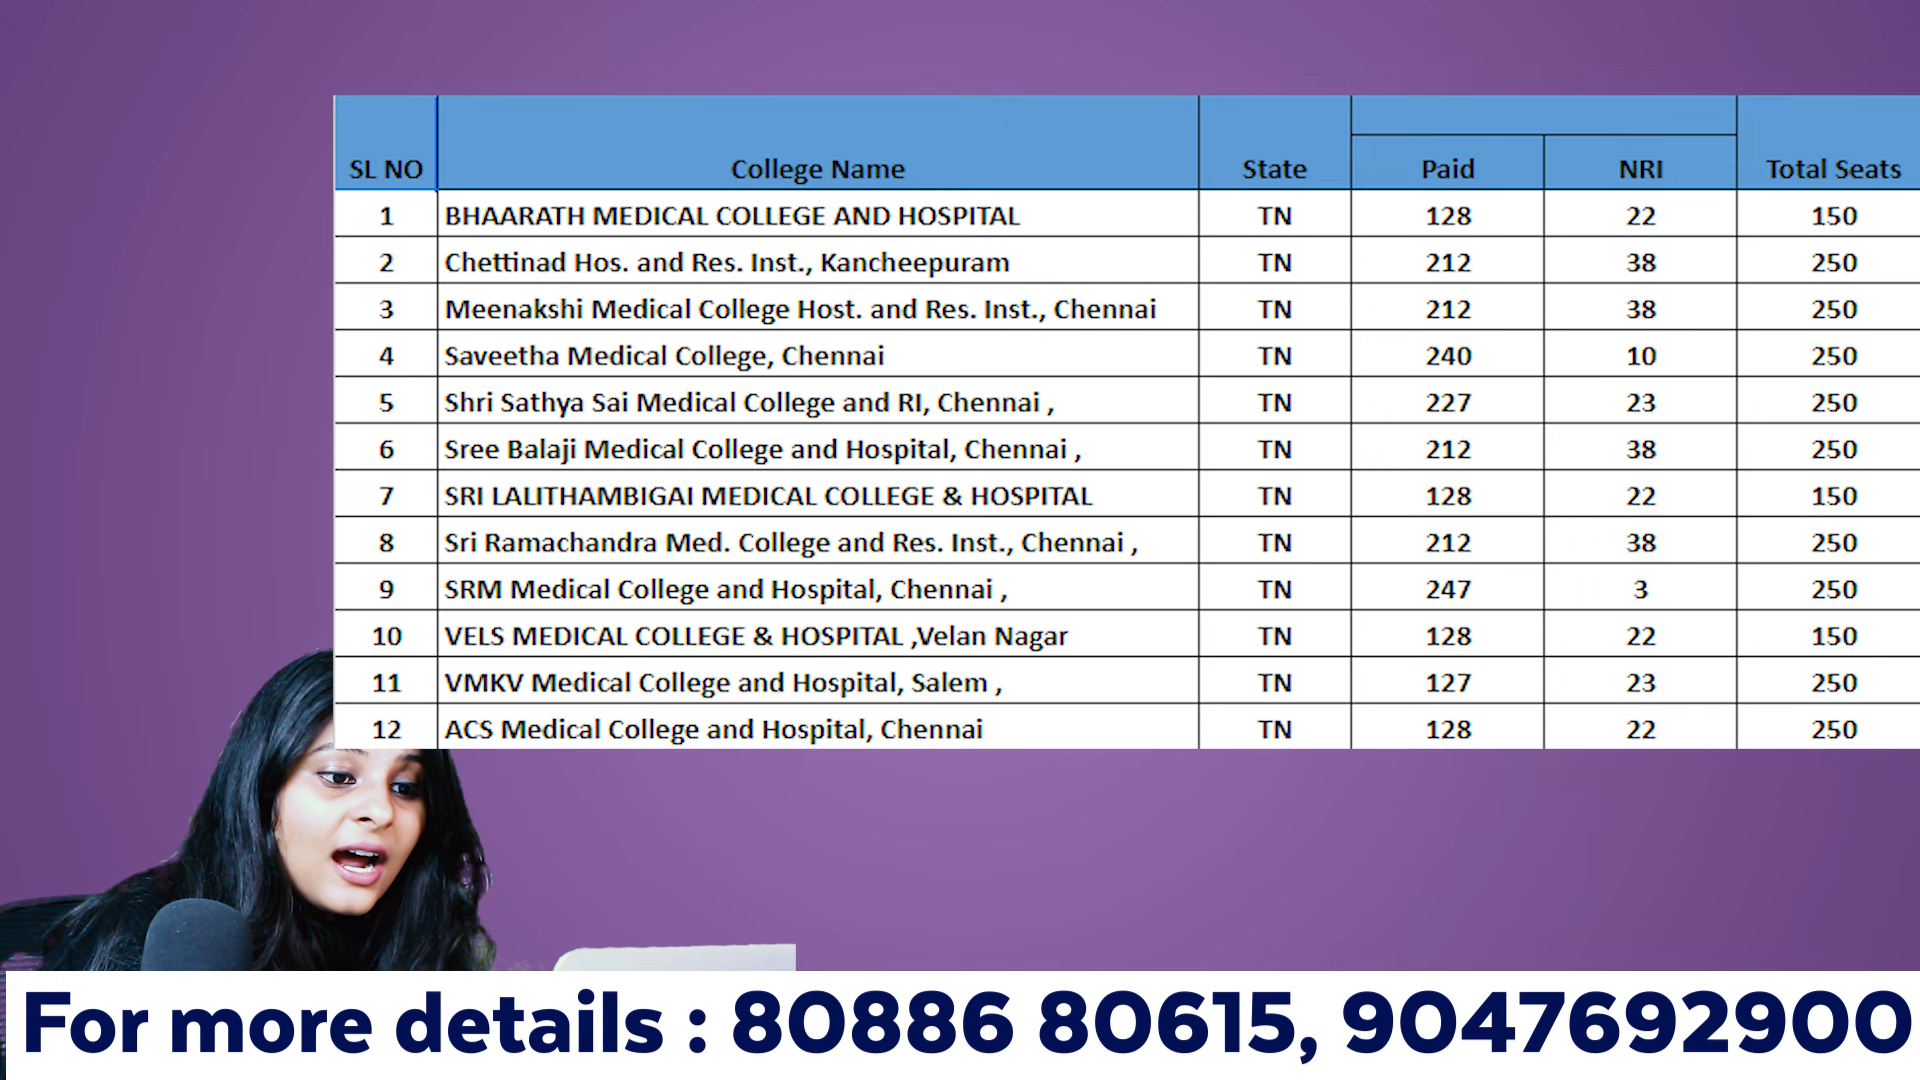 SL NO College Name State Paid NRI Total Seats
1 BHAARATH MEDICAL COLLEGE AND HOSPITAL TN 128 22 150
2 Chettinad Hos. and Res. Inst., Kancheepuram TN 212 38 250
3 Meenakshi Medical College Host. and Res. Inst., Chennai TN 212 38 250
4 Saveetha Medical College, Chennai TN 240 10 250
5 Shri Sathya Sai Medical College and RI, Chennai , TN 227 23 250
6 Sree Balaji Medical College and Hospital, Chennai , TN 212 38 250
7 SRI LALITHAMBIGAI MEDICAL COLLEGE & HOSPITAL TN 128 22 150
8 Sri Ramachandra Med. College and Res. Inst., Chennai , TN 212 38 250
9 SRM Medical College and Hospital, Chennai , TN 247 3 250
10 VELS MEDICAL COLLEGE & HOSPITAL ,Velan Nagar TN 128 22 150
11 VMKV Medical College and Hospital, Salem , TN 127 23 250
12 ACS Medical College and Hospital, Chennai TN 128 22 250
For more details : 80886 80615, 9047692900